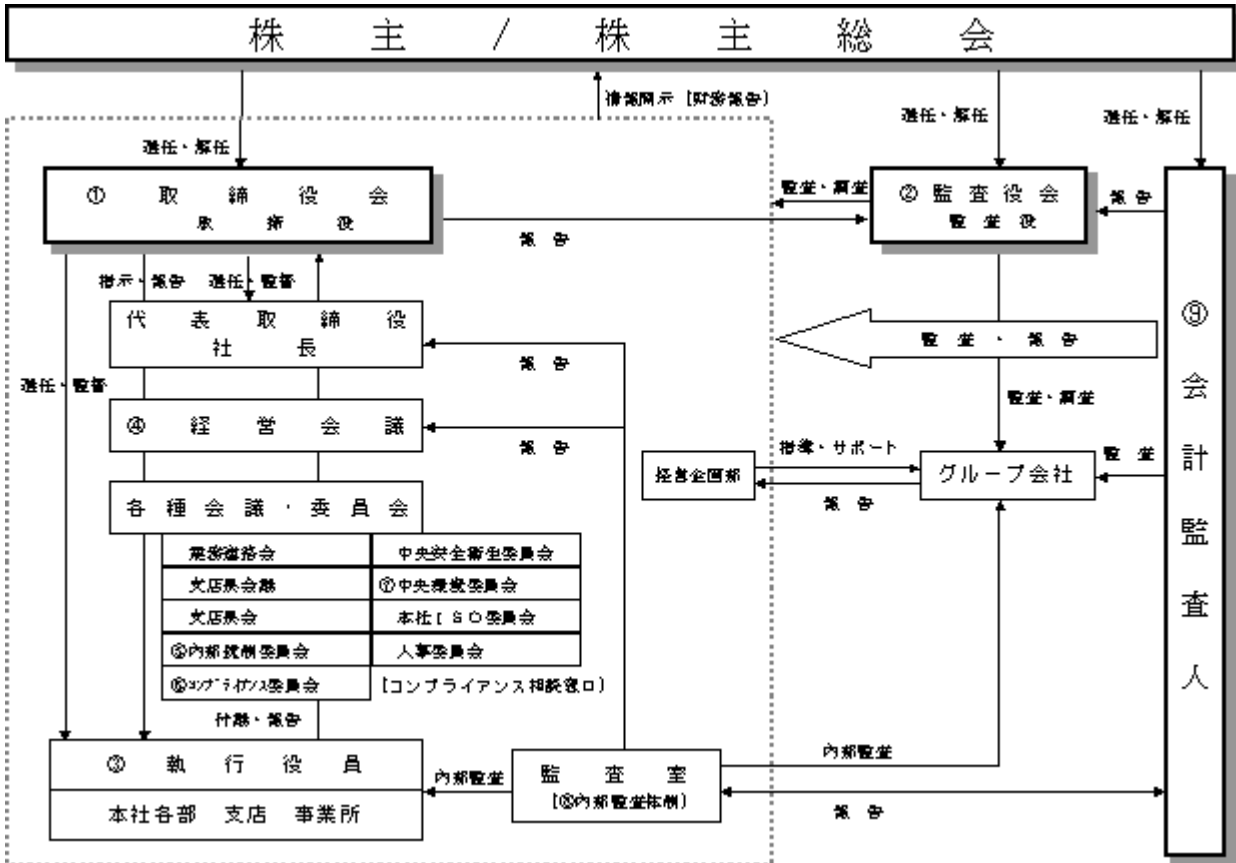 株主/株主総会
情報開示 [財務報告)
選任・解任
選任・解任
選任・解任
① 取締役会
取締役
② 監査役会
監査役
監査・調査
報告
報告
指示・報告
選任・監督
代表取締役
社長
報告
監査・報告
⑨会計監査人
選任・監督
④ 経営会議
報告
監査・調査
経営企画部
指導・サポート
報告
グループ会社
監査
各種会議・委員会
業務連絡会
中央安全衛生委員会
支店長会議
⑦中央環境委員会
支店長会
本社ISO委員会
⑤内部統制委員会
人事委員会
⑥コンプライアンス委員会
[コンプライアンス相談窓口)
付議・報告
③ 執行役員
本社各部 支店 事業所
内部監査
監査室
[⑧内部監査体制)
内部監査
報告